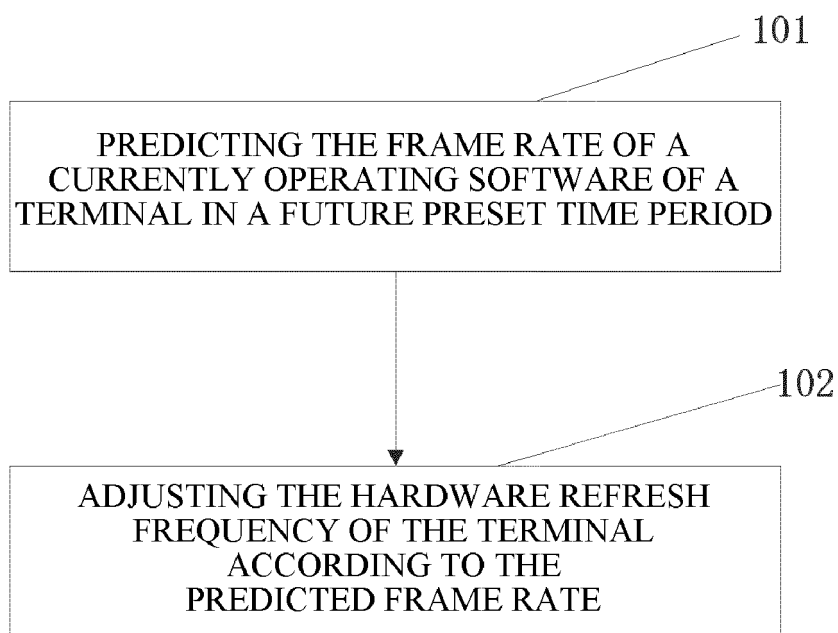 101
PREDICTING THE FRAME RATE OF A
CURRENTLY OPERATING SOFTWARE OF A
TERMINAL IN A FUTURE PRESET TIME PERIOD
102
ADJUSTING THE HARDWARE REFRESH
FREQUENCY OF THE TERMINAL
ACCORDING TO THE
PREDICTED FRAME RATE